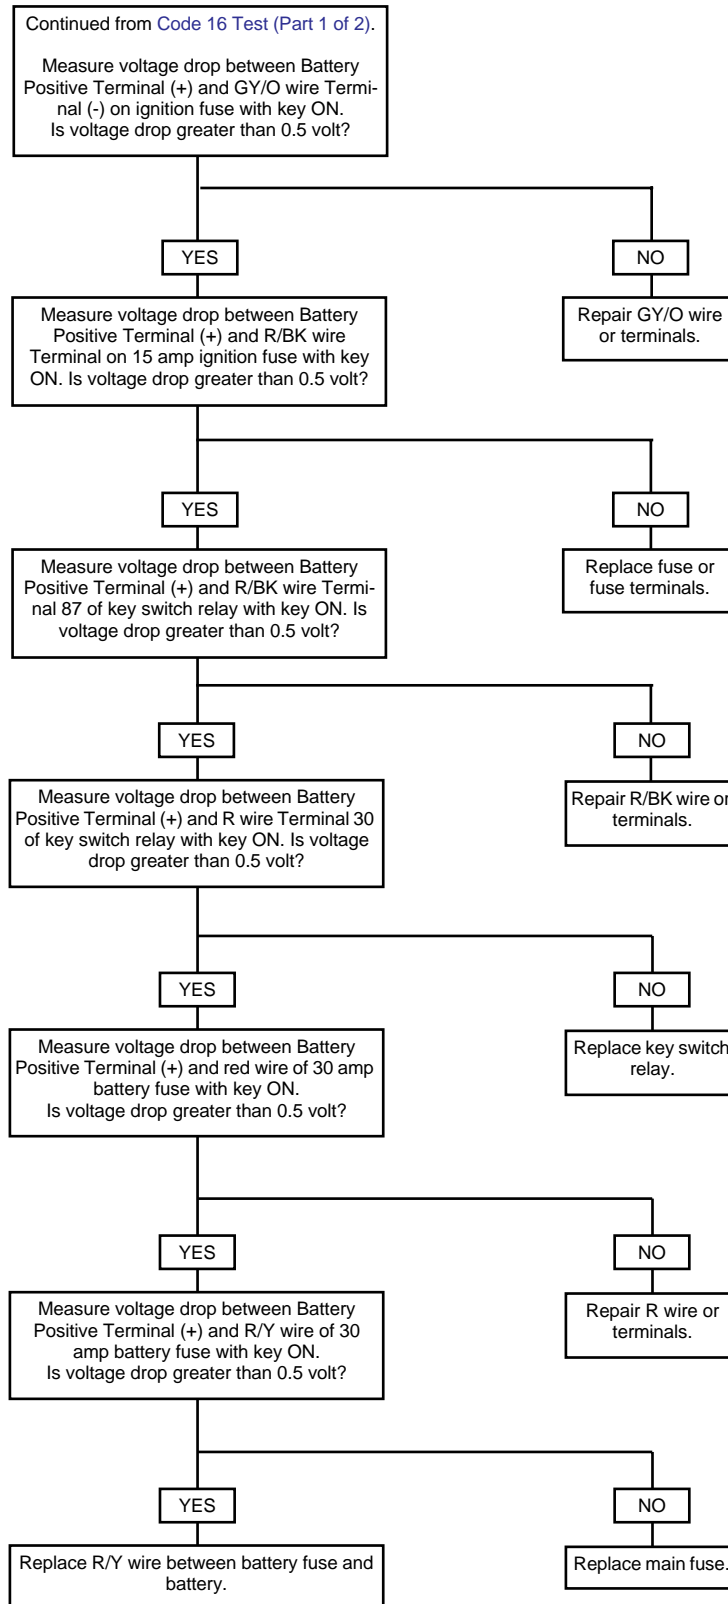 Continued from Code 16 Test (Part 1 of 2).
Measure voltage drop between Battery
Positive Terminal (+) and GY/O wire Termi-
nal (-) on ignition fuse with key ON.
Is voltage drop greater than 0.5 volt?
YES
NO
Measure voltage drop between Battery
Positive Terminal (+) and R/BK wire
Terminal on 15 amp ignition fuse with key
ON. Is voltage drop greater than 0.5 volt?
Repair GY/O wire
or terminals.
YES
NO
Measure voltage drop between Battery
Positive Terminal (+) and R/BK wire Termi-
nal 87 of key switch relay with key ON. Is
voltage drop greater than 0.5 volt?
Replace fuse or
fuse terminals.
YES
NO
Measure voltage drop between Battery
Positive Terminal (+) and R wire Terminal 30
of key switch relay with key ON. Is voltage
drop greater than 0.5 volt?
Repair R/BK wire or
terminals.
YES
NO
Measure voltage drop between Battery
Positive Terminal (+) and red wire of 30 amp
battery fuse with key ON.
Is voltage drop greater than 0.5 volt?
Replace key switch
relay.
YES
NO
Measure voltage drop between Battery
Positive Terminal (+) and R/Y wire of 30
amp battery fuse with key ON.
Is voltage drop greater than 0.5 volt?
Repair R wire or
terminals.
YES
NO
Replace R/Y wire between battery fuse and
battery.
Replace main fuse.